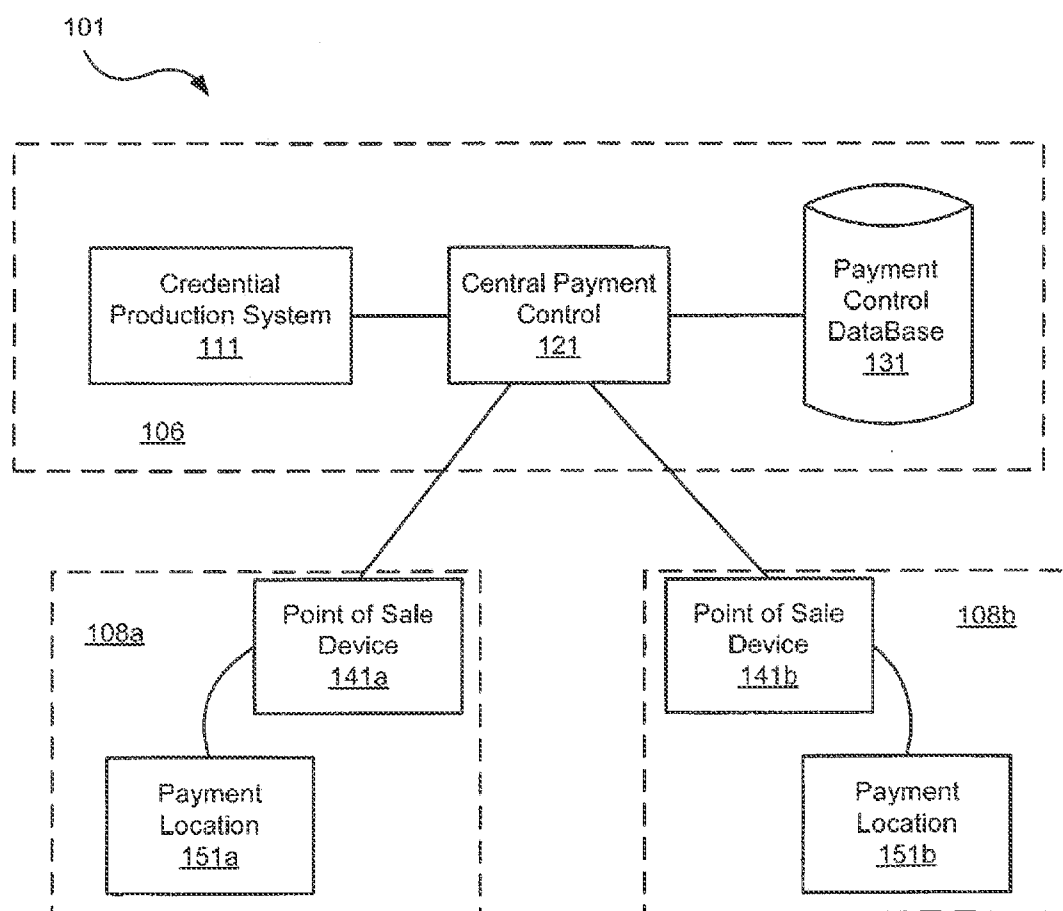 101
Credential
Production System
111
Central Payment
Control
121
Payment
Control
DataBase
131
106
108a
Point of Sale
Device
141a
Point of Sale
Device
141b
108b
Payment
Location
151a
Payment
Location
151b